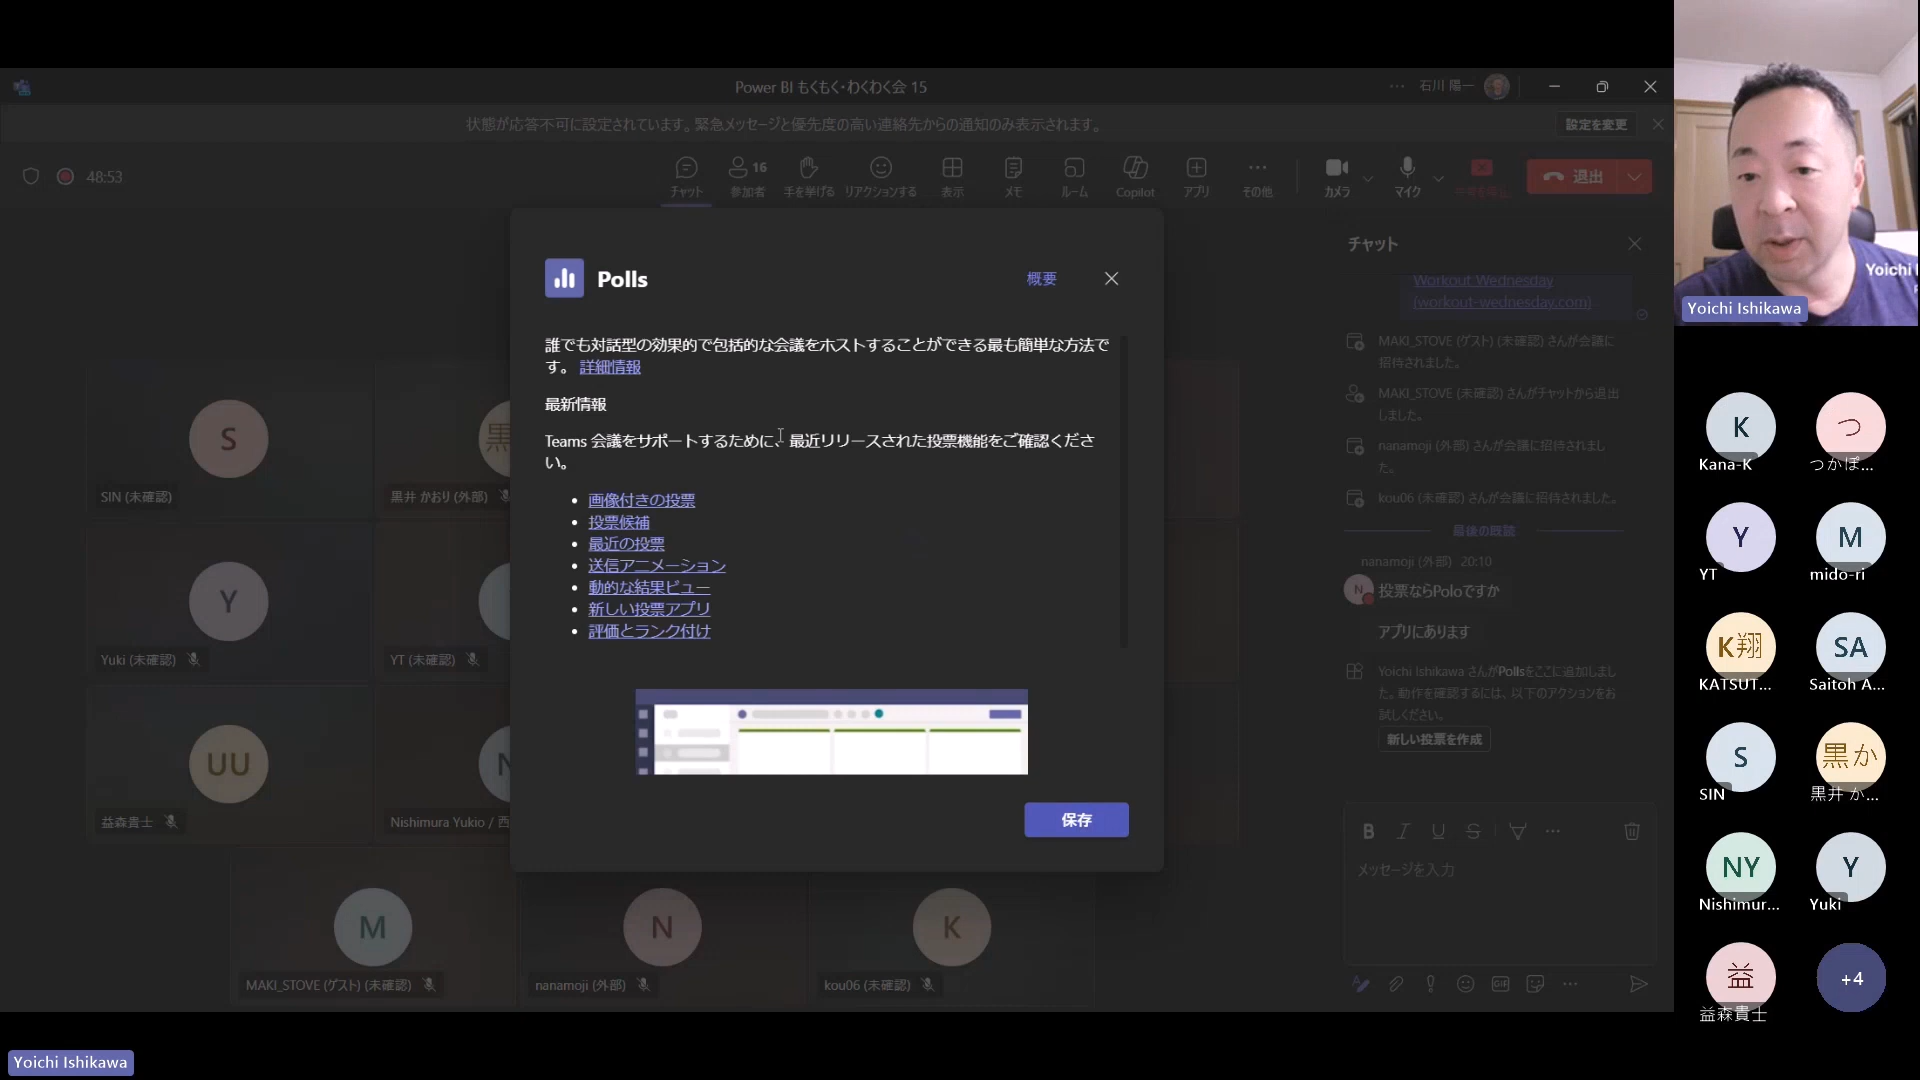 Power BI もくもく・わくわく会 15
石川 陽一
状態が応答不可に設定されています。緊急メッセージと優先度の高い連絡先からの通知のみ表示されます。
設定を変更
48:53
チャット
16
参加者
手を挙げる
リアクションする
表示
メモ
ルーム
Copilot
アプリ
その他
カメラ
マイク
退出
Polls
概要
誰でも対話型の効果的で包括的な会議をホストすることができる最も簡単な方法で
す。 詳細情報
最新情報
Teams 会議をサポートするために、最近リリースされた投票機能をご確認くださ
い。
画像付きの投票
投票候補
最近の投票
送信アニメーション
動的な結果ビュー
新しい投票アプリ
評価とランク付け
保存
S
SIN (未確認)
黒
黒井 かおり (外部)
Y
Yuki (未確認)
YT (未確認)
UU
益森貴士
N
Nishimura Yukio / 西
M
MAKI_STOVE (ゲスト) (未確認)
N
nanamoji (外部)
K
kou06 (未確認)
チャット
Workout Wednesday
(workout-wednesday.com)
MAKI_STOVE (ゲスト) (未確認) さんが会議に
招待されました。
MAKI_STOVE (未確認) さんがチャットから退出
しました。
nanamoji (外部) さんが会議に招待されまし
た。
kou06 (未確認) さんが会議に招待されました。
最後の既読
nanamoji (外部) 20:10
N
投票ならPoloですか
アプリにあります
Yoichi Ishikawa さんがPollsをここに追加しまし
た。動作を確認するには、以下のアクションをお
試しください。
新しい投票を作成
B I U S
メッセージを入力
GIF
Yoichi
Yoichi Ishikawa
K
Kana-K
つ
つかぽ...
Y
YT
M
mido-ri
K翔
KATSUT...
SA
Saitoh A...
S
SIN
黒か
黒井 か...
NY
Nishimur...
Y
Yuki
益
益森貴士
+4
Yoichi Ishikawa